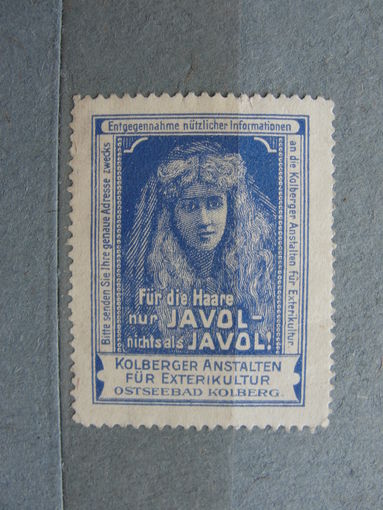 Bitte senden Sie Ihre genaue Adresse zwecks
Entgegennahme nützlicher Informationen
an die Kolberger Anstalten für Exterikultur
Für die Haare
nur JAVOL-
nichts als JAVOL!
KOLBERGER ANSTALTEN
FÜR EXTERIKULTUR
OSTSEEBAD KOLBERG.